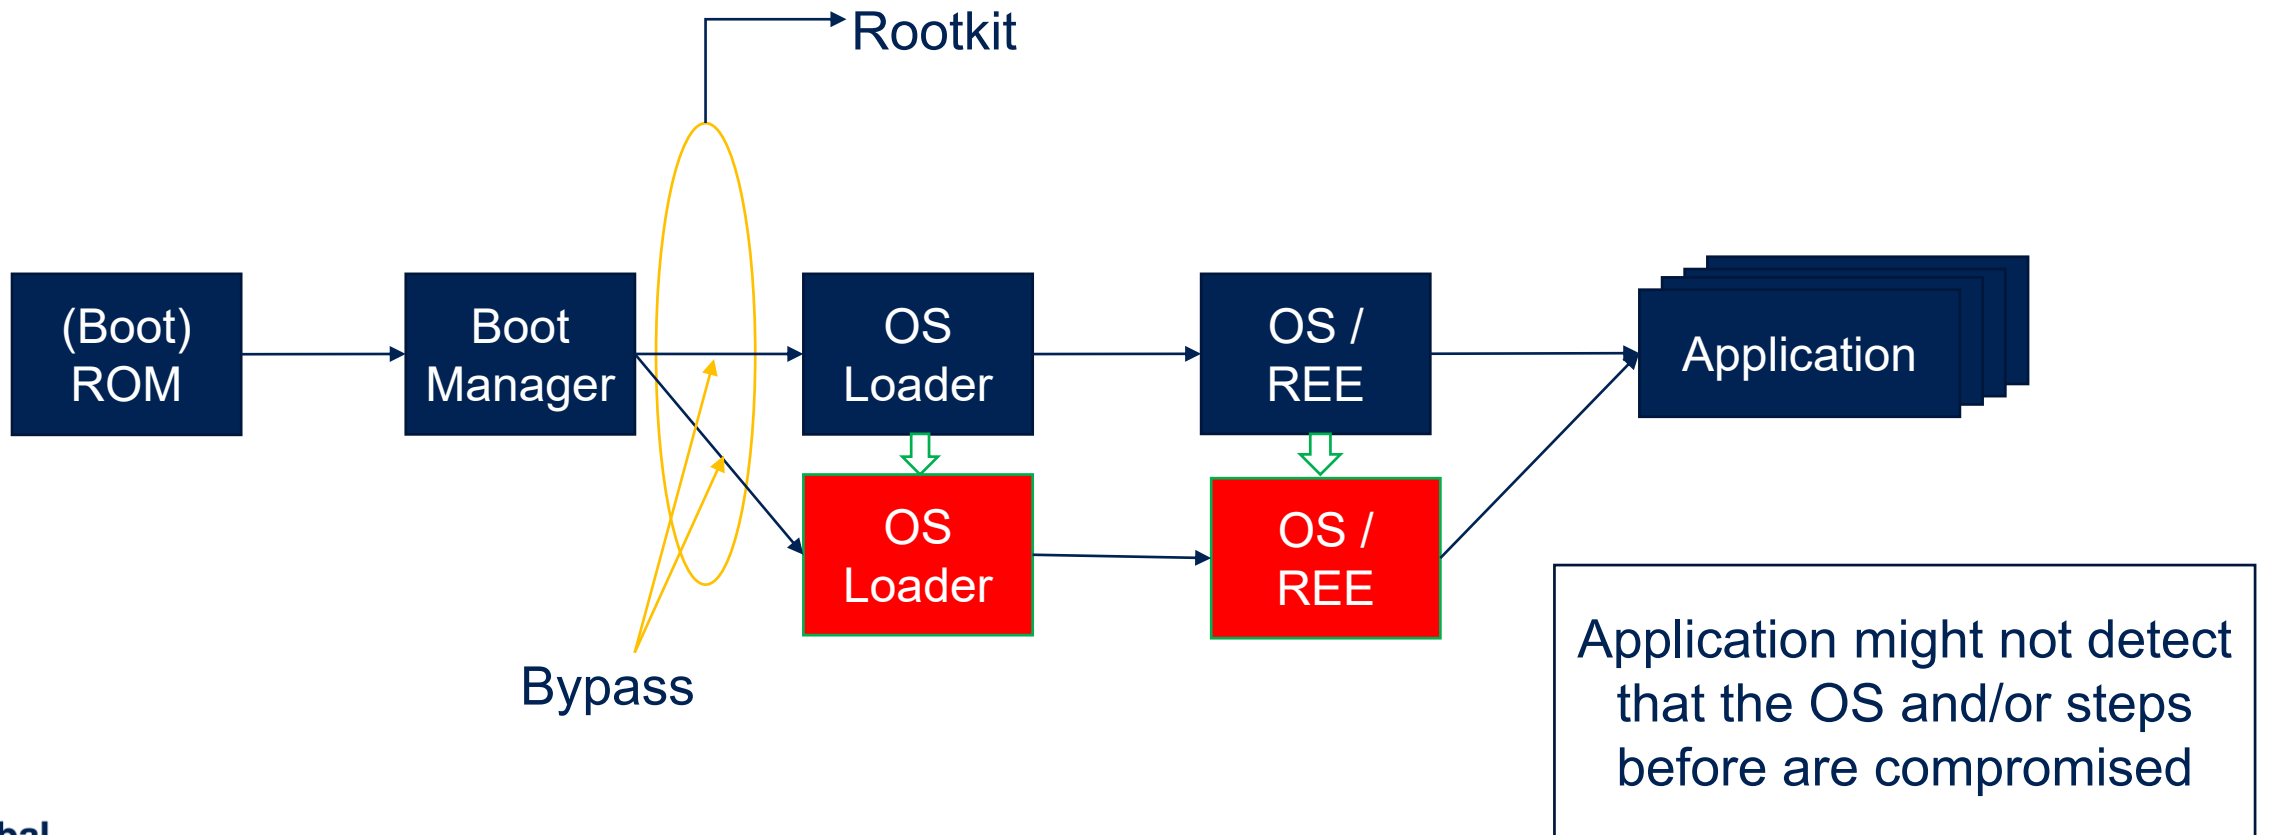 Rootkit
(Boot)
ROM
Boot
Manager
OS
Loader
OS /
REE
Application
OS
Loader
OS /
REE
Bypass
Application might not detect
that the OS and/or steps
before are compromised